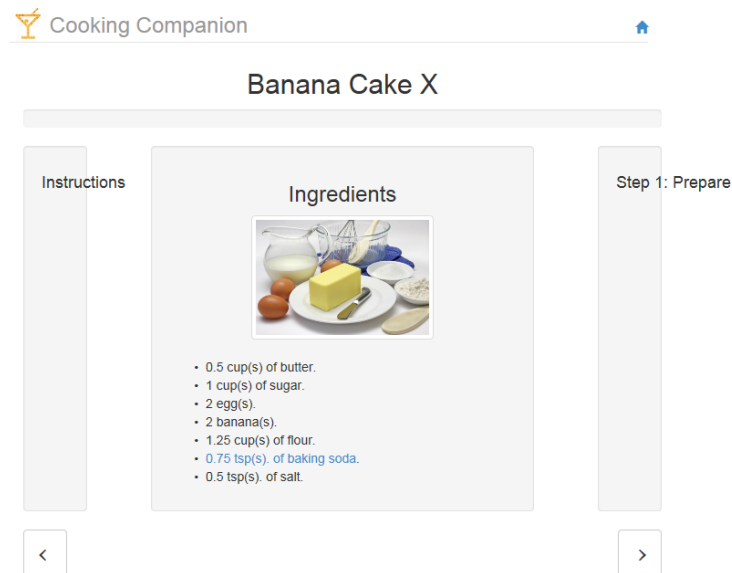 Cooking Companion
Banana Cake X
Instructions
Ingredients
• 0.5 cup(s) of butter.
• 1 cup(s) of sugar.
• 2 egg(s).
• 2 banana(s).
• 1.25 cup(s) of flour.
• 0.75 tsp(s). of baking soda.
• 0.5 tsp(s). of salt.
Step 1: Prepare